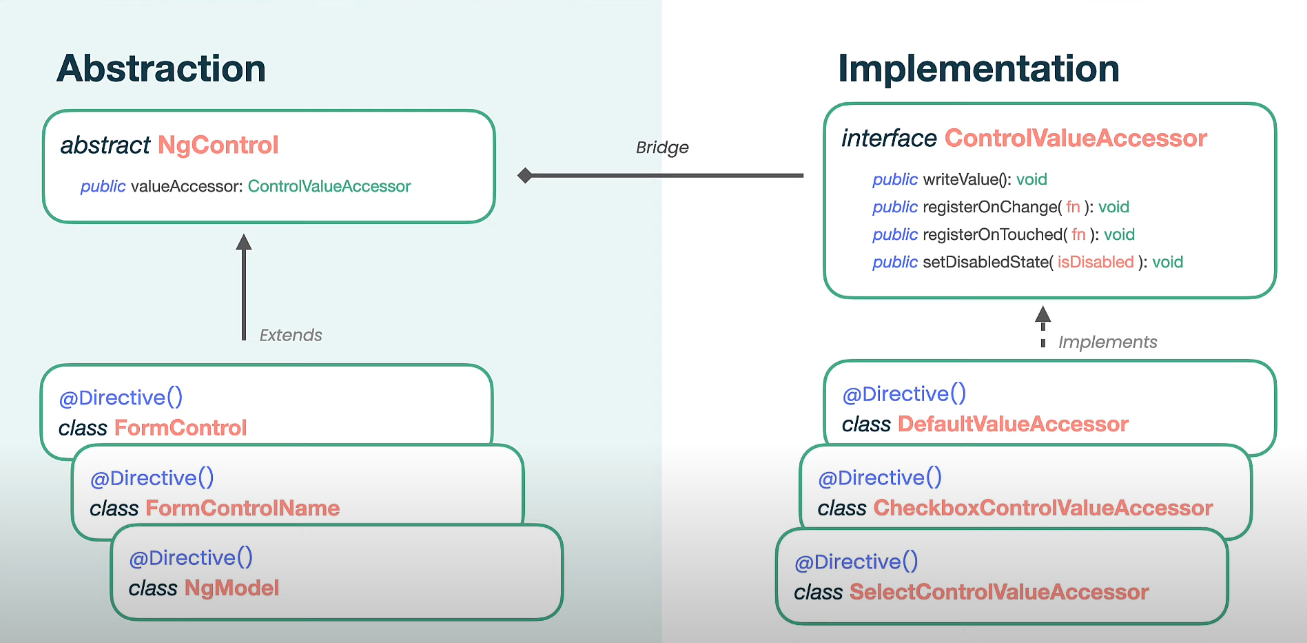 Abstraction
abstract NgControl
public valueAccessor: ControlValueAccessor
Extends
@Directive()
class FormControl
@Directive()
class FormControlName
@Directive()
class NgModel
Bridge
Implementation
interface ControlValueAccessor
public writeValue(): void
public registerOnChange( fn ): void
public registerOnTouched( fn ): void
public setDisabledState( isDisabled ): void
Implements
@Directive()
class DefaultValueAccessor
@Directive()
class CheckboxControlValueAccessor
@Directive()
class SelectControlValueAccessor